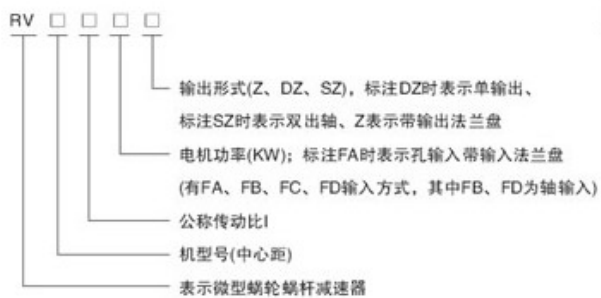 RV □ □ □ □
输出形式(Z、DZ、SZ)，标注DZ时表示单输出、
标注SZ时表示双出轴、Z表示带输出法兰盘
电机功率(KW)；标注FA时表示孔输入带输入法兰盘
(有FA、FB、FC、FD输入方式，其中FB、FD为轴输入)
公称传动比I
机型号(中心距)
表示微型蜗轮蜗杆减速器